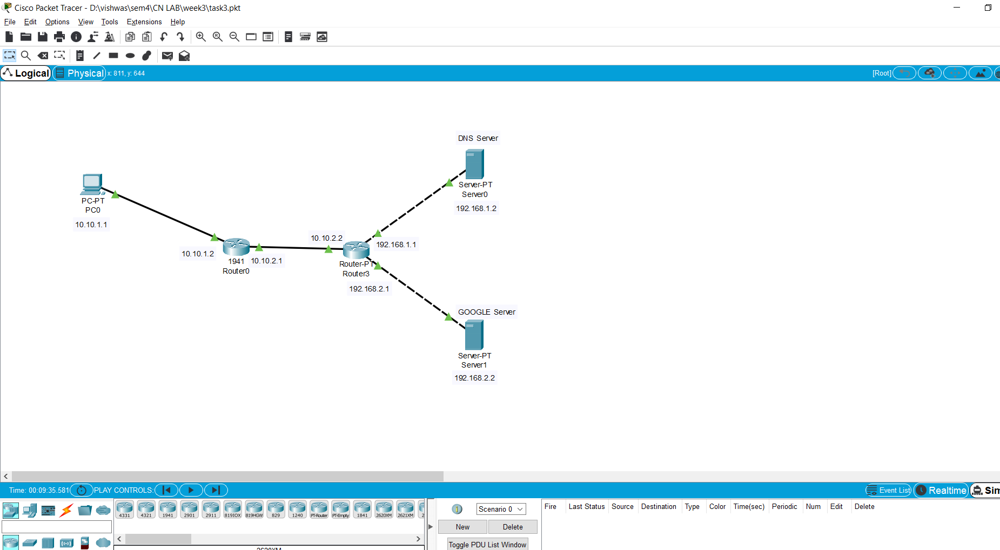 Cisco Packet Tracer - D:\vishwas\sem4\CN LAB\week3\task3.pkt
File Edit Options View Tools Extensions Help
Logical Physical x: 811, y: 644 [Root]
DNS Server
Server-PT
Server0
192.168.1.2
PC-PT
PC0
10.10.1.1
10.10.1.2
1941
Router0
10.10.2.1
10.10.2.2
192.168.1.1
Router-PT
Router3
192.168.2.1
GOOGLE Server
Server-PT
Server1
192.168.2.2
Time: 00:09:35.581 PLAY CONTROLS: Event List Realtime Sim
4331 4321 1941 2901 2911 819IOX 819HGW 829 1240 PT-Router PT-Empty 1841 2620XM 2621XM 2
Scenario 0
New Delete
Toggle PDU List Window
Fire Last Status Source Destination Type Color Time(sec) Periodic Num Edit Delete
2620XM